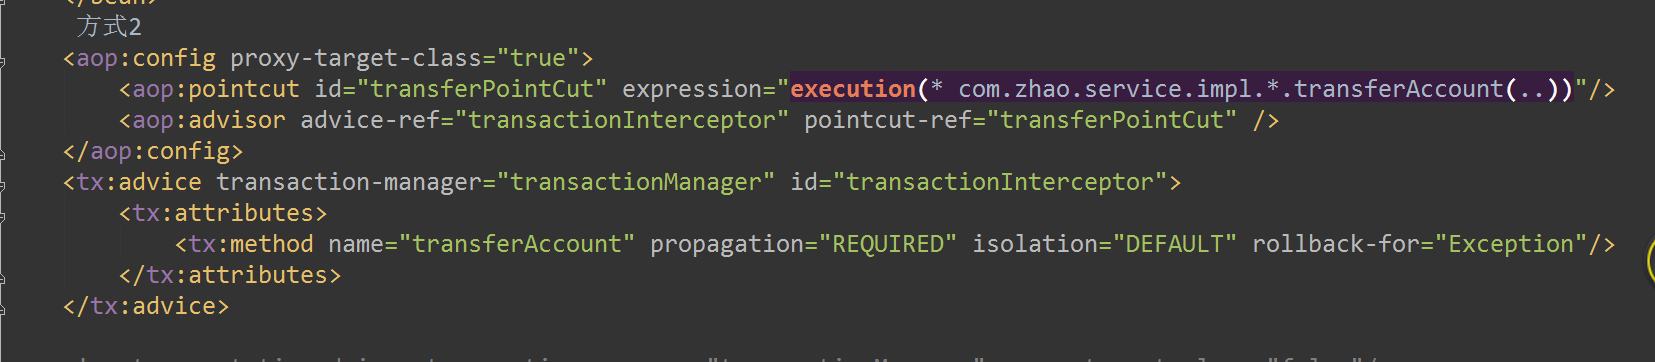 方式2
<aop:config proxy-target-class="true">
<aop:pointcut id="transferPointCut" expression="execution(* com.zhao.service.impl.*.transferAccount(..))"/>
<aop:advisor advice-ref="transactionInterceptor" pointcut-ref="transferPointCut" />
</aop:config>
<tx:advice transaction-manager="transactionManager" id="transactionInterceptor">
<tx:attributes>
<tx:method name="transferAccount" propagation="REQUIRED" isolation="DEFAULT" rollback-for="Exception"/>
</tx:attributes>
</tx:advice>